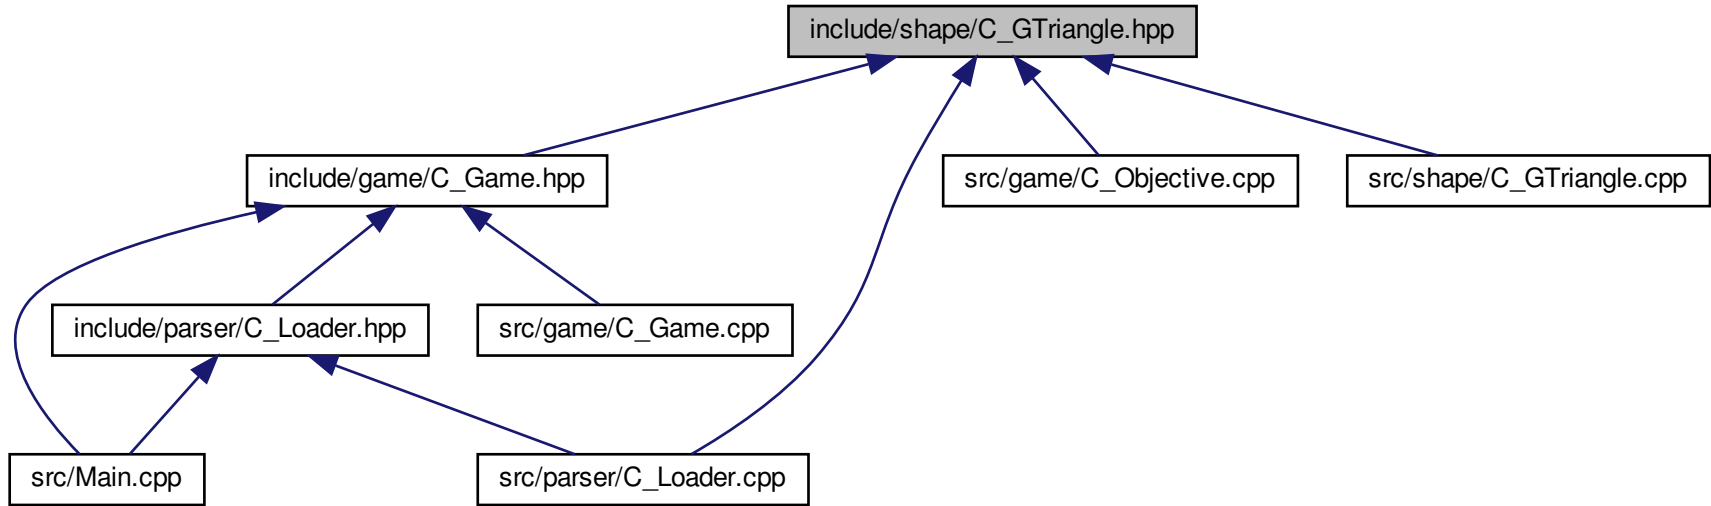 include/shape/C_GTriangle.hpp
include/game/C_Game.hpp
src/game/C_Objective.cpp
src/shape/C_GTriangle.cpp
include/parser/C_Loader.hpp
src/game/C_Game.cpp
src/Main.cpp
src/parser/C_Loader.cpp